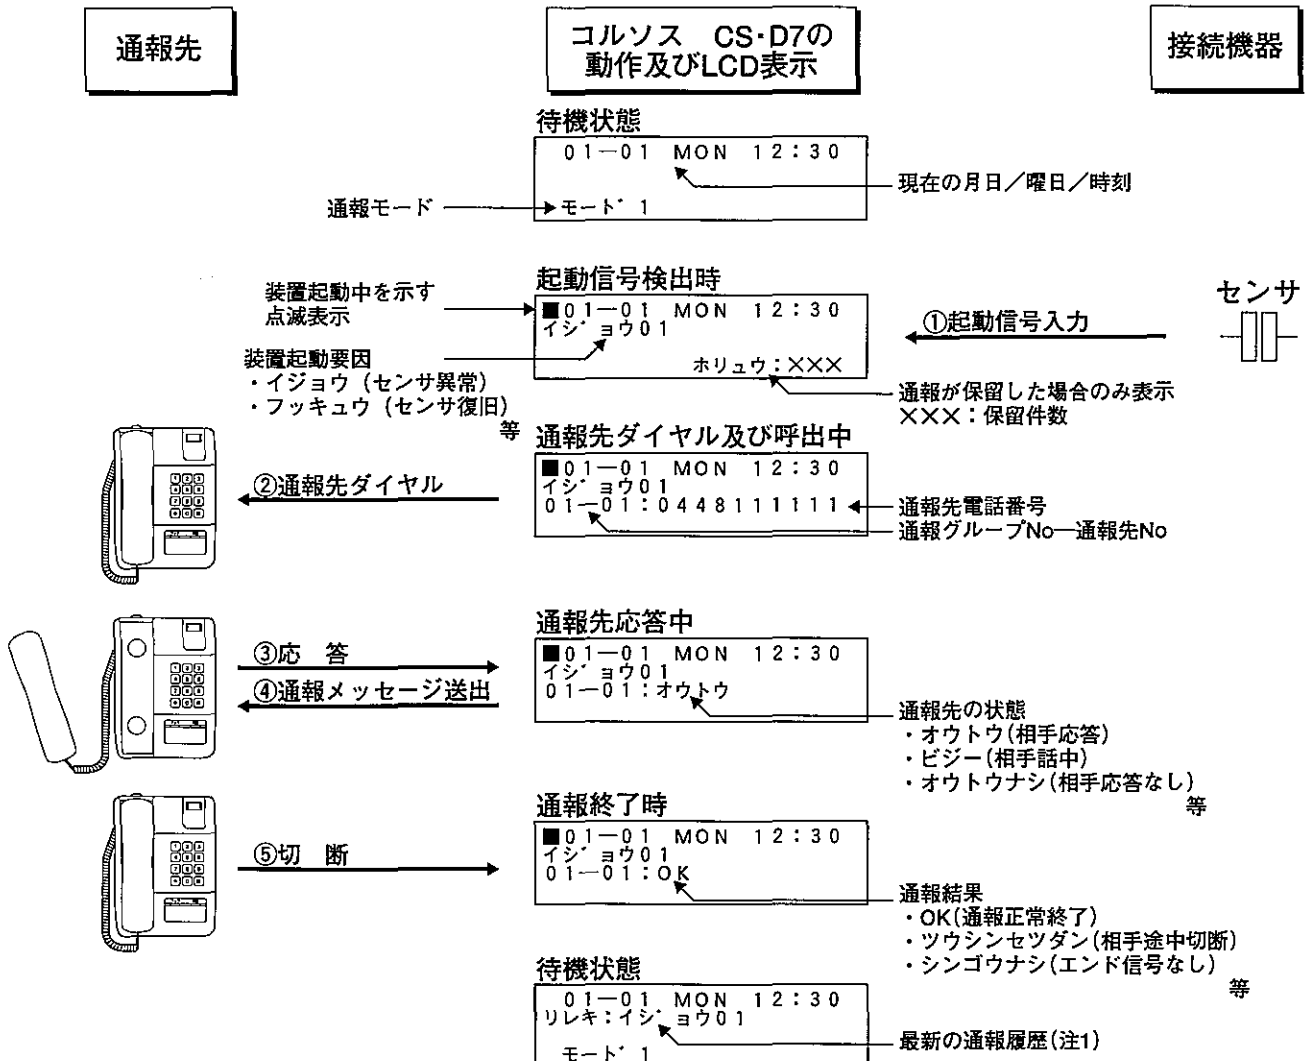 通報先
コルソス CS・D7の
動作及びLCD表示
接続機器
待機状態
01―01 MON 12:30
現在の月日／曜日／時刻
通報モード
モード 1
起動信号検出時
装置起動中を示す
点滅表示
■01―01 MON 12:30
イジョウ01
ホリュウ:×××
装置起動要因
・イジョウ（センサ異常）
・フッキュウ（センサ復旧）
等
①起動信号入力
センサ
通報が保留した場合のみ表示
×××：保留件数
通報先ダイヤル及び呼出中
■01―01 MON 12:30
イジョウ01
01―01:0448111111
②通報先ダイヤル
通報先電話番号
通報グループNo―通報先No
通報先応答中
■01―01 MON 12:30
イジョウ01
01―01:オウトウ
③応 答
④通報メッセージ送出
通報先の状態
・オウトウ(相手応答)
・ビジー(相手話中)
・オウトウナシ(相手応答なし)
等
通報終了時
■01―01 MON 12:30
イジョウ01
01―01:OK
⑤切 断
通報結果
・OK(通報正常終了)
・ツウシンセツダン(相手途中切断)
・シンゴウナシ(エンド信号なし)
等
待機状態
01―01 MON 12:30
リレキ:イジョウ01
モード 1
最新の通報履歴(注1)